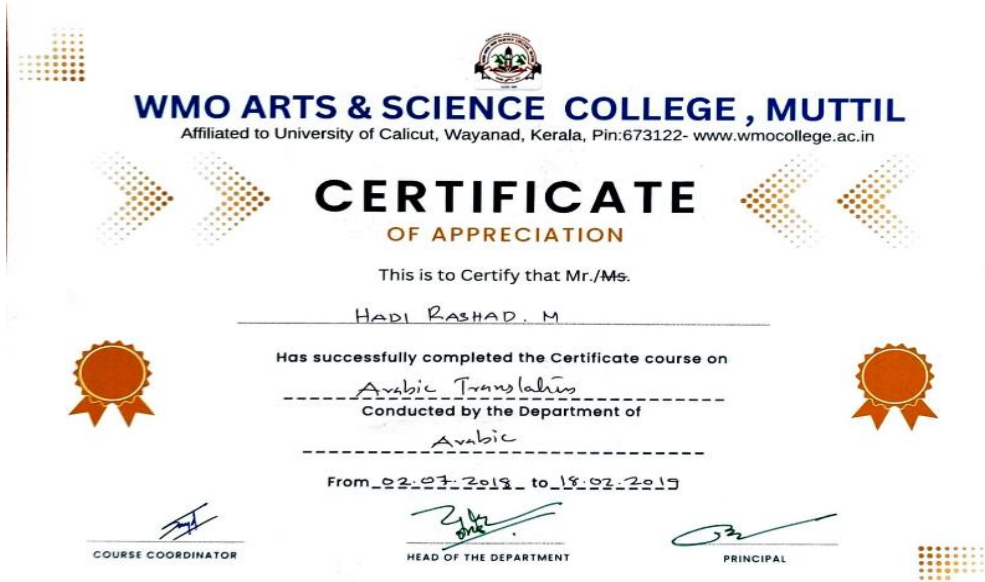 WMO ARTS & SCIENCE COLLEGE, MUTTIL
Affiliated to University of Calicut, Wayanad, Kerala, Pin:673122- www.wmocollege.ac.in
CERTIFICATE
OF APPRECIATION
This is to Certify that Mr./Ms.
HADI RASHAD. M
Has successfully completed the Certificate course on
Arabic Translation
Conducted by the Department of
Arabic
From 02.07.2018 to 18.02.2019
COURSE COORDINATOR
HEAD OF THE DEPARTMENT
PRINCIPAL